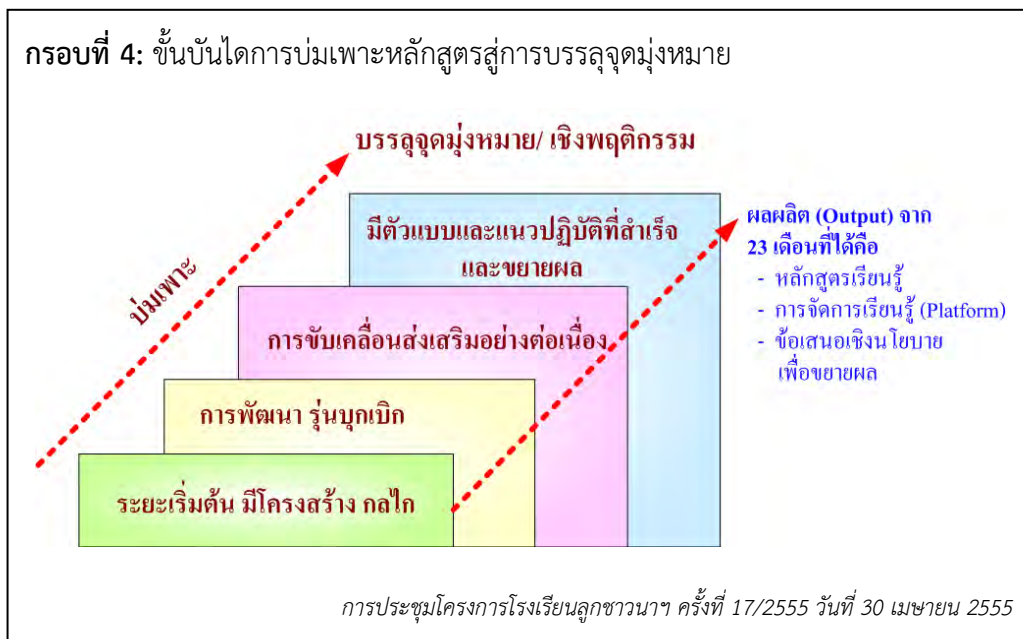 กรอบที่ 4: ขั้นบันไดการบ่มเพาะหลักสูตรสู่การบรรลุจุดมุ่งหมาย
บรรลุจุดมุ่งหมาย/ เชิงพฤติกรรม
บ่มเพาะ
มีตัวแบบและแนวปฏิบัติที่สำเร็จ
และขยายผล
การขับเคลื่อนส่งเสริมอย่างต่อเนื่อง
การพัฒนา รุ่นบุกเบิก
ระยะเริ่มต้น มีโครงสร้าง กลไก
ผลผลิต (Output) จาก
23 เดือนที่ได้คือ
- หลักสูตรเรียนรู้
- การจัดการเรียนรู้ (Platform)
- ข้อเสนอเชิงนโยบาย
เพื่อขยายผล
การประชุมโครงการโรงเรียนลูกชาวนาฯ ครั้งที่ 17/2555 วันที่ 30 เมษายน 2555